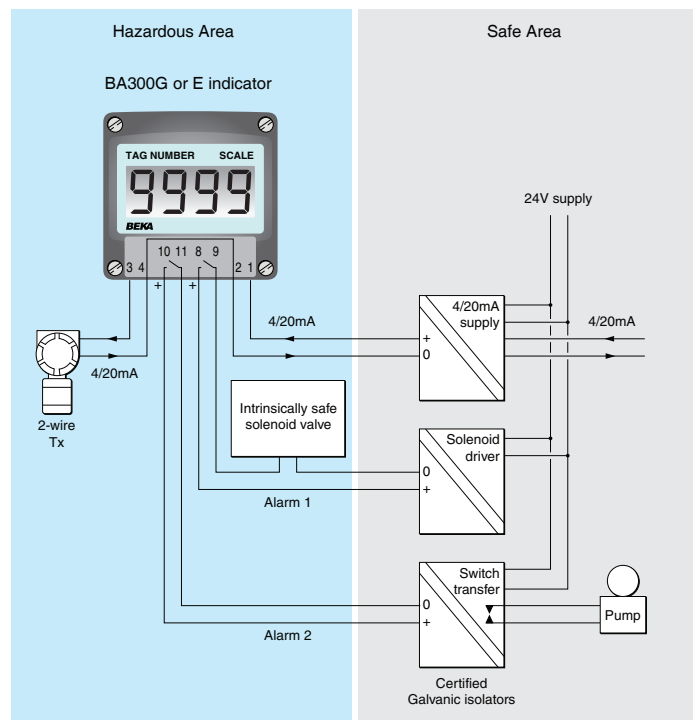 Hazardous Area
Safe Area
BA300G or E indicator
TAG NUMBER SCALE
9999
BEKA
3 4 10 11 8 9 2 1
+ +
24V supply
4/20mA
4/20mA
supply
4/20mA
+
0
4/20mA
2-wire
Tx
Intrinsically safe
solenoid valve
Solenoid
driver
0
+
Alarm 1
Switch
transfer
0
+
Pump
Alarm 2
Certified
Galvanic isolators